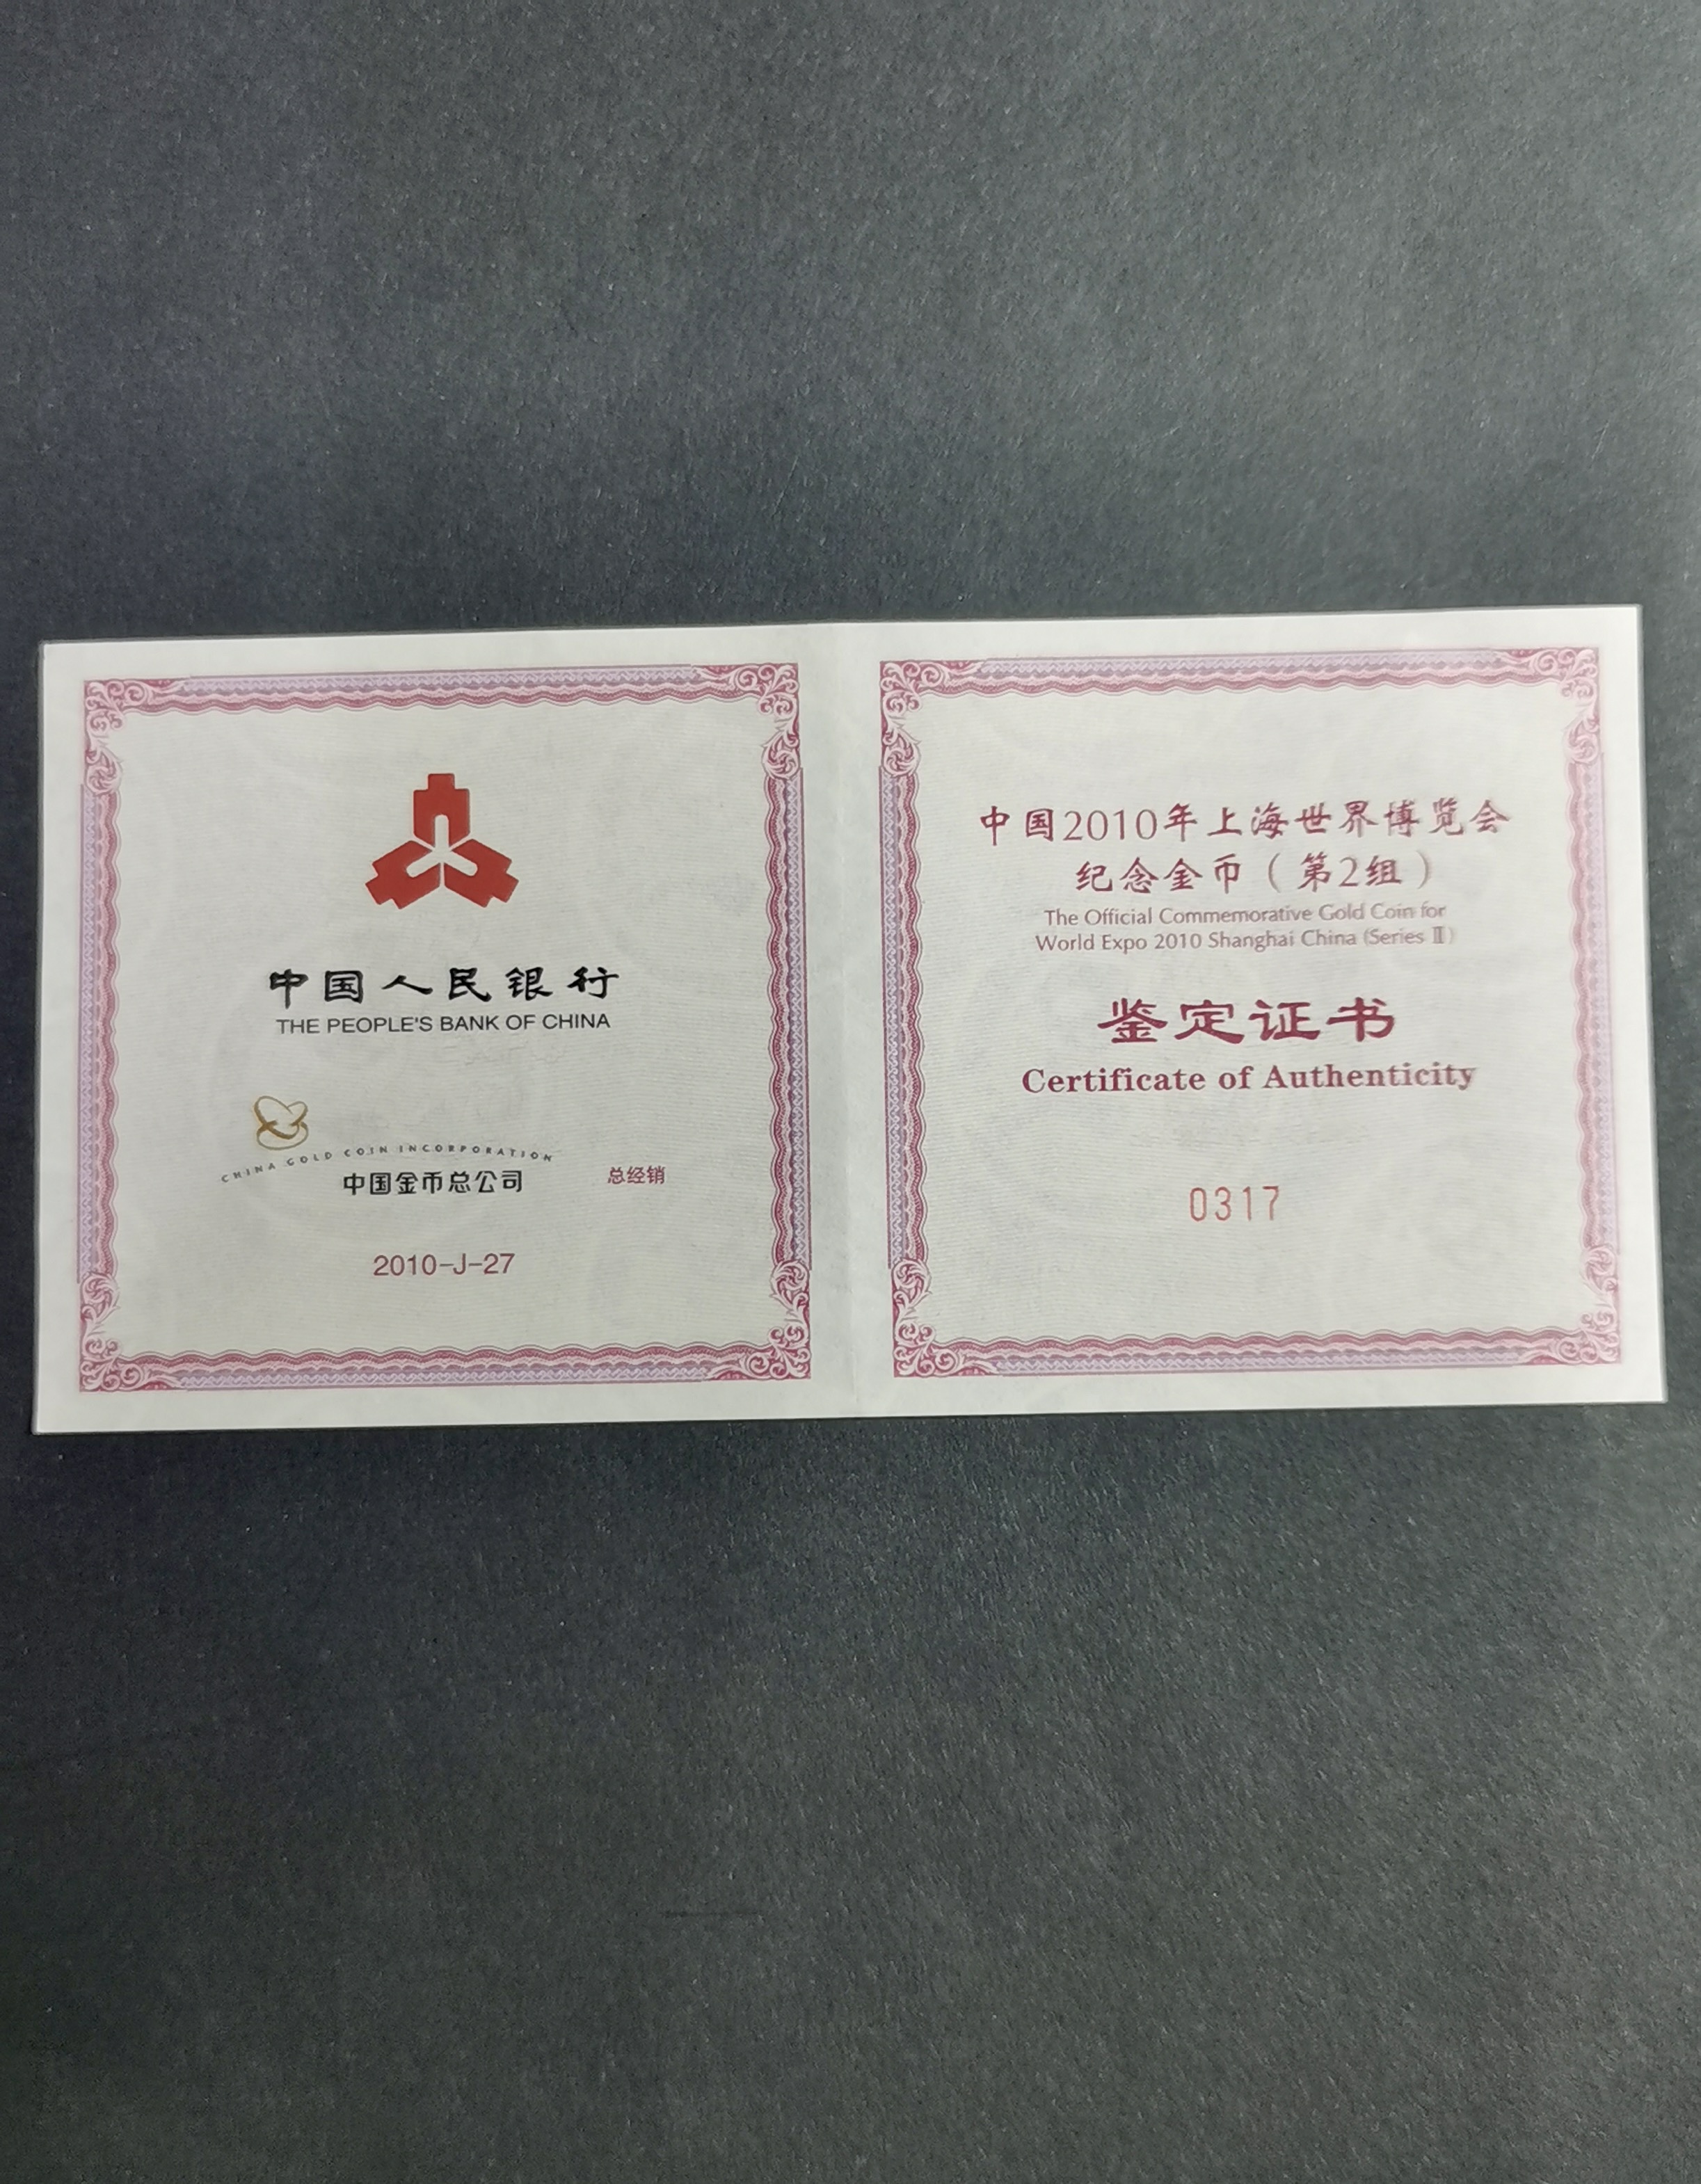 中国人民银行
THE PEOPLE'S BANK OF CHINA
CHINA GOLD COIN INCORPORATION
中国金币总公司 总经销
2010-J-27
中国2010年上海世界博览会
纪念金币（第2组）
The Official Commemorative Gold Coin for
World Expo 2010 Shanghai China (Series Ⅱ)
鉴定证书
Certificate of Authenticity
0317